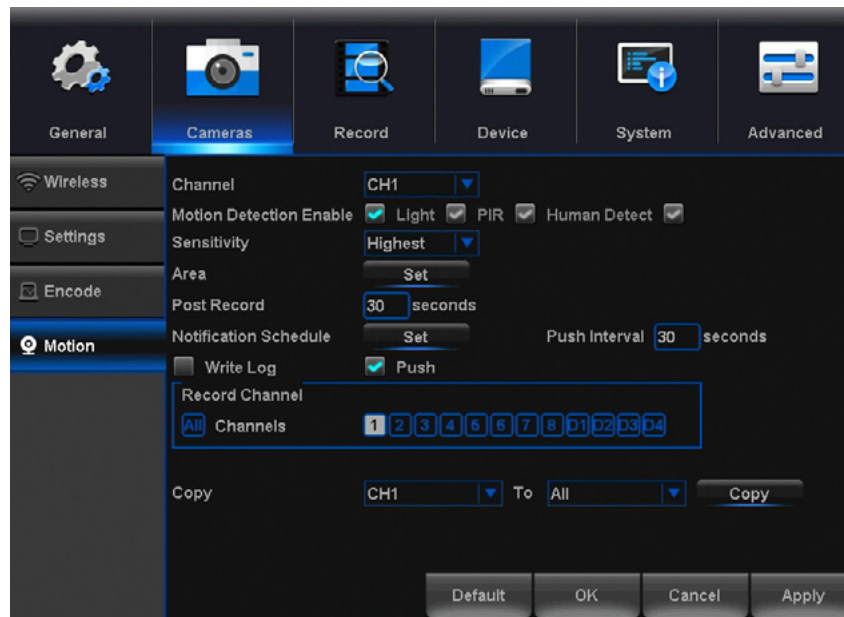 General Cameras Record Device System Advanced
Wireless
Settings
Encode
Motion
Channel CH1
Motion Detection Enable Light PIR Human Detect
Sensitivity Highest
Area Set
Post Record 30 seconds
Notification Schedule Set Push Interval 30 seconds
Write Log Push
Record Channel
All Channels 1 2 3 4 5 6 7 8 D1 D2 D3 D4
Copy CH1 To All Copy
Default OK Cancel Apply